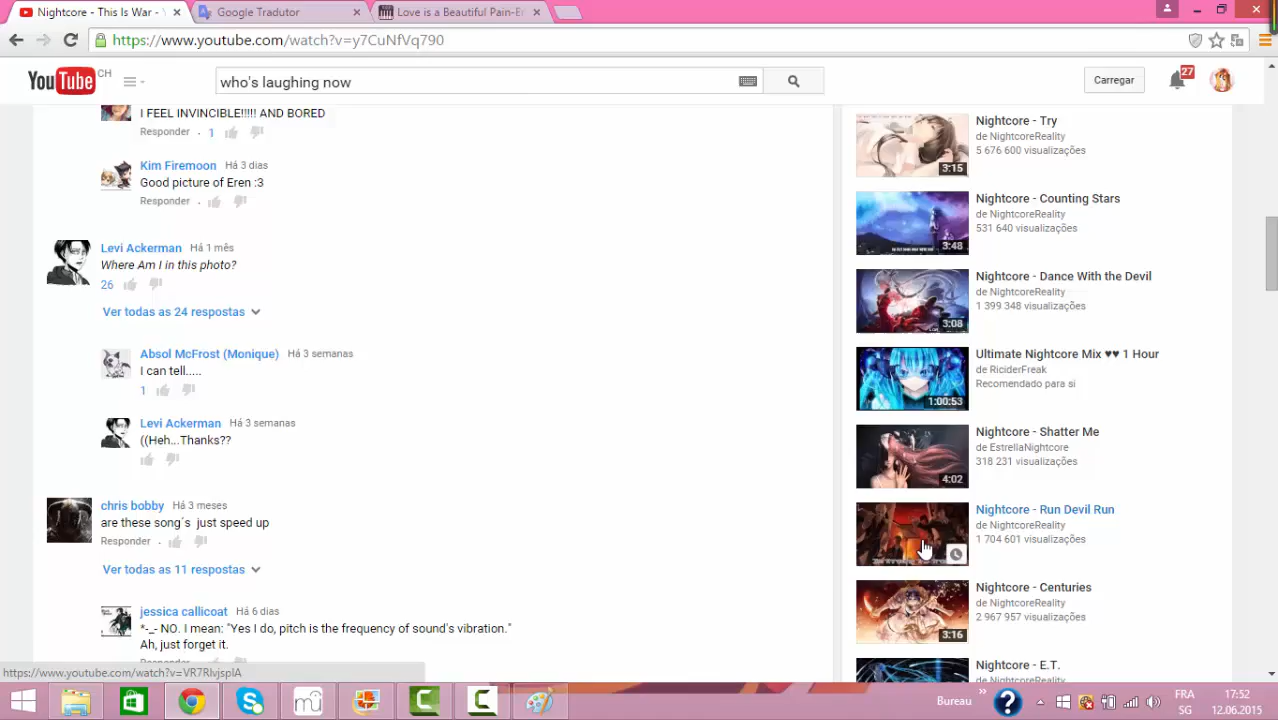 Nightcore - This Is War - Y
Google Tradutor
Love is a Beautiful Pain-En
https://www.youtube.com/watch?v=y7CuNfVq790
YouTube CH
who's laughing now
Carregar
27
I FEEL INVINCIBLE!!!!! AND BORED
Responder . 1
Kim Firemoon Há 3 dias
Good picture of Eren :3
Responder .
Levi Ackerman Há 1 mês
Where Am I in this photo?
26
Ver todas as 24 respostas
Absol McFrost (Monique) Há 3 semanas
I can tell.....
1
Levi Ackerman Há 3 semanas
((Heh...Thanks??
chris bobby Há 3 meses
are these song´s just speed up
Responder .
Ver todas as 11 respostas
jessica callicoat Há 6 dias
*-_- NO. I mean: "Yes I do, pitch is the frequency of sound's vibration."
Ah, just forget it.
Responder
Nightcore - Try
de NightcoreReality
5 676 600 visualizações
3:15
Nightcore - Counting Stars
de NightcoreReality
531 640 visualizações
3:48
Nightcore - Dance With the Devil
de NightcoreReality
1 399 348 visualizações
3:08
Ultimate Nightcore Mix ♥♥ 1 Hour
de RiciderFreak
Recomendado para si
1:00:53
Nightcore - Shatter Me
de EstrellaNightcore
318 231 visualizações
4:02
Nightcore - Run Devil Run
de NightcoreReality
1 704 601 visualizações
Nightcore - Centuries
de NightcoreReality
2 967 957 visualizações
3:16
Nightcore - E.T.
de NightcoreReality
Bureau
FRA
SG
17:52
12.06.2015